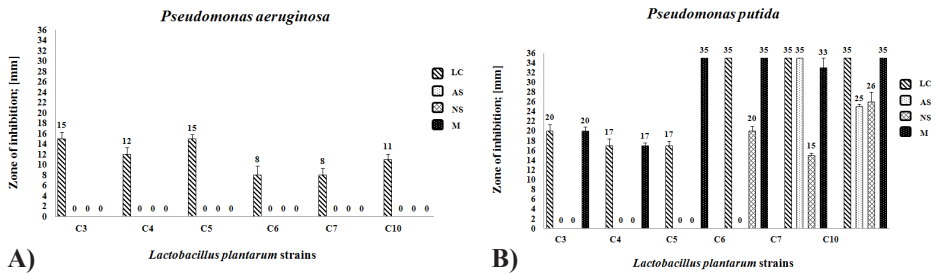 Pseudomonas aeruginosa
Zone of inhibition; [mm]
36
34
32
30
28
26
24
22
20
18
16
14
12
10
8
6
4
2
0
15 0 0 0
12 0 0 0
15 0 0 0
8 0 0 0
8 0 0 0
11 0 0 0
C3 C4 C5 C6 C7 C10
LC
AS
NS
M
A)
Lactobacillus plantarum strains
Pseudomonas putida
Zone of inhibition; [mm]
36
34
32
30
28
26
24
22
20
18
16
14
12
10
8
6
4
2
0
20 0 0 20
17 0 0 17
17 0 0 35
35 0 20 35
35 35 15 33
35 25 26 35
C3 C4 C5 C6 C7 C10
LC
AS
NS
M
B)
Lactobacillus plantarum strains